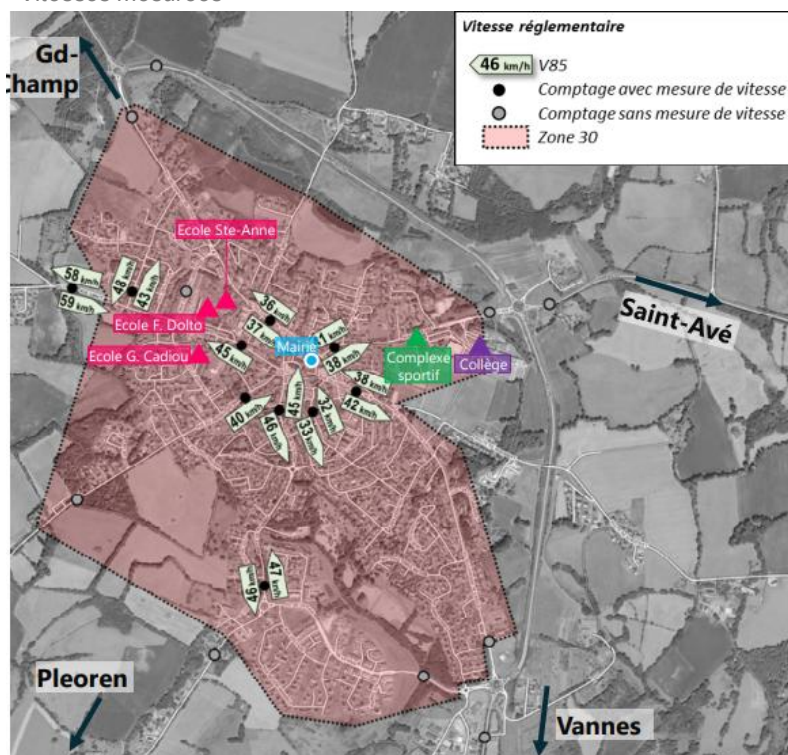 Vitesses mesurées
Vitesse réglementaire
46 km/h V85
Comptage avec mesure de vitesse
Comptage sans mesure de vitesse
Zone 30
Gd-
Champ
Ecole Ste-Anne
58 km/h
59 km/h
48 km/h
43 km/h
Ecole F. Dolto
36 km/h
37 km/h
Saint-Avé
Ecole G. Cadiou
45 km/h
Mairie
1 km/h
38 km/h
Complexe
sportif
Collège
40 km/h
46 km/h
45 km/h
33 km/h
32 km/h
38 km/h
42 km/h
46 km/h
47 km/h
Pleoren
Vannes